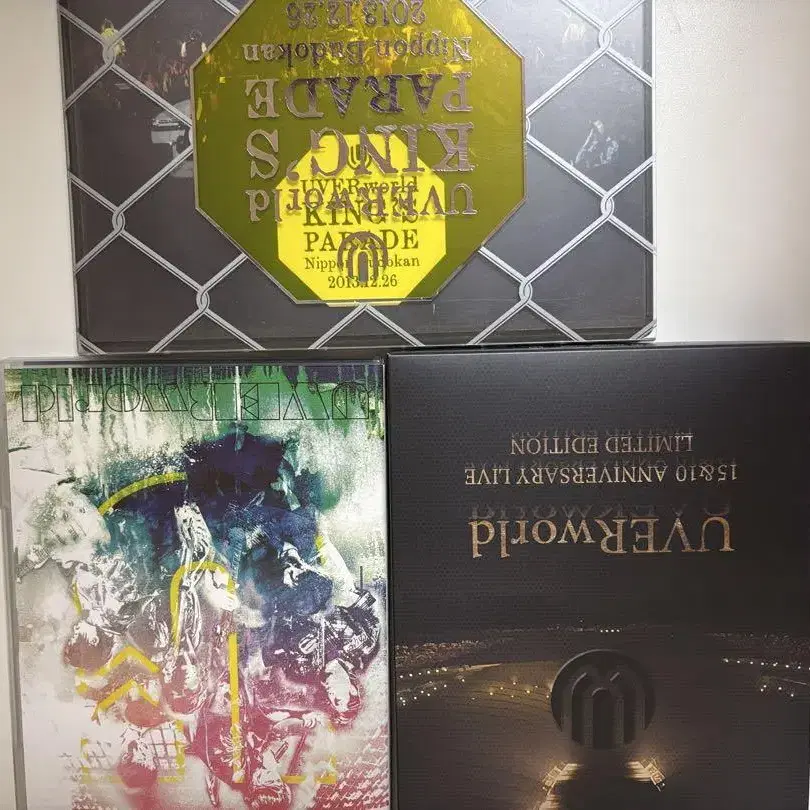 UVERworld
KING'S
PARADE
Nippon Budokan
2013.12.26
UVERworld
KING'S
PARADE
Nippon Budokan
2013.12.26
UVERworld
UVERworld
15&10 ANNIVERSARY LIVE
LIMITED EDITION